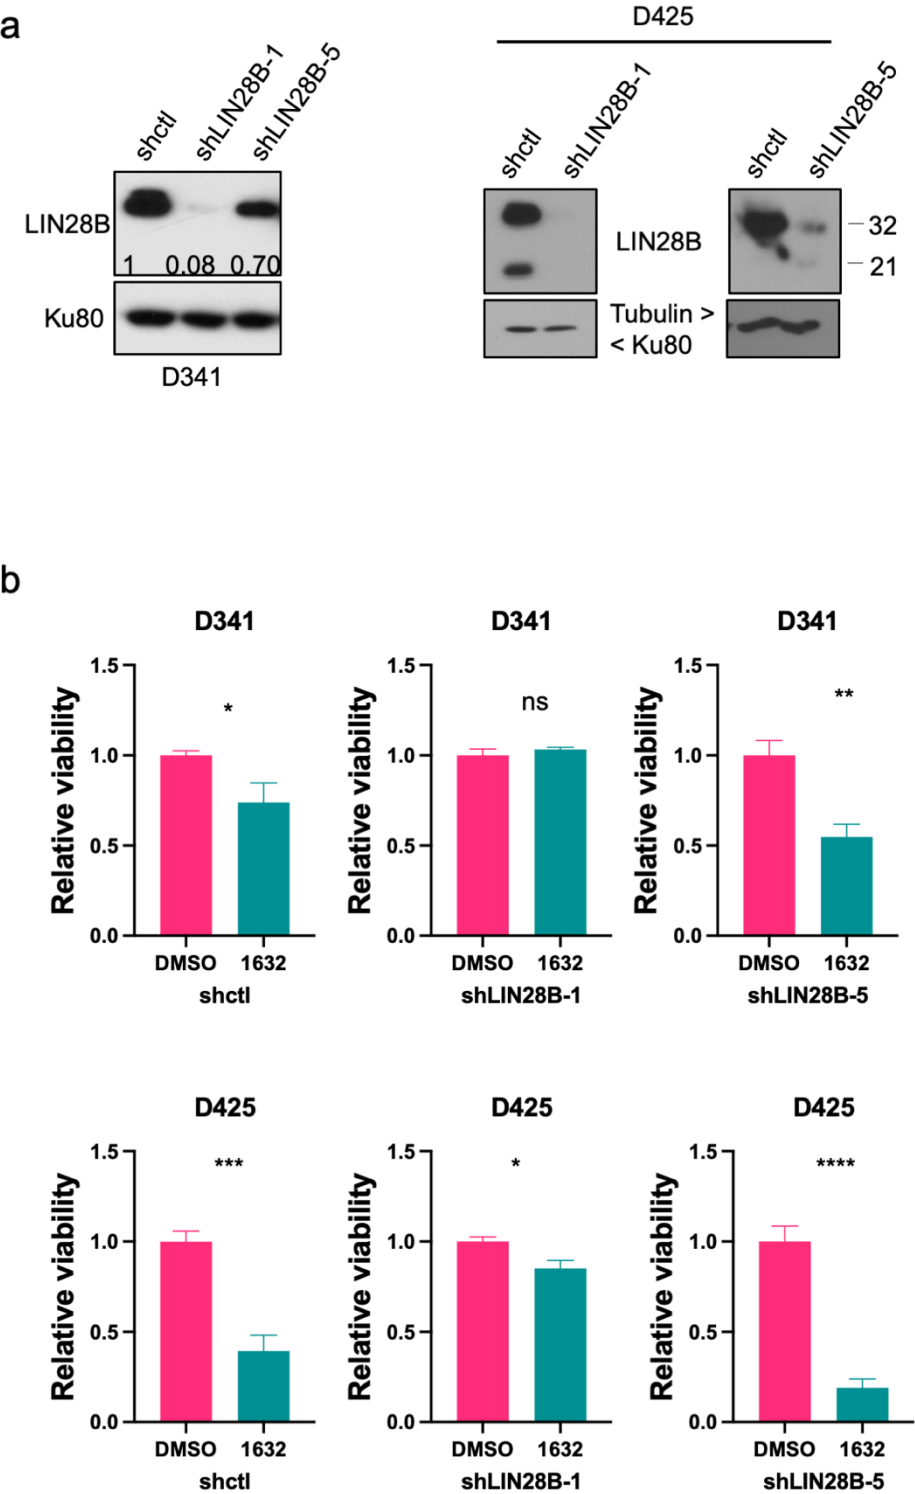 a
D425
shctl
shLIN28B-1
shLIN28B-5
shctl
shLIN28B-1
shctl
shLIN28B-5
LIN28B
1 0.08 0.70
LIN28B
32
21
Ku80
Tubulin >
< Ku80
D341
b
D341
D341
D341
1.5
1.0
0.5
0.0
Relative viability
*
DMSO 1632
shctl
1.5
1.0
0.5
0.0
Relative viability
ns
DMSO 1632
shLIN28B-1
1.5
1.0
0.5
0.0
Relative viability
**
DMSO 1632
shLIN28B-5
D425
D425
D425
1.5
1.0
0.5
0.0
Relative viability
***
DMSO 1632
shctl
1.5
1.0
0.5
0.0
Relative viability
*
DMSO 1632
shLIN28B-1
1.5
1.0
0.5
0.0
Relative viability
****
DMSO 1632
shLIN28B-5